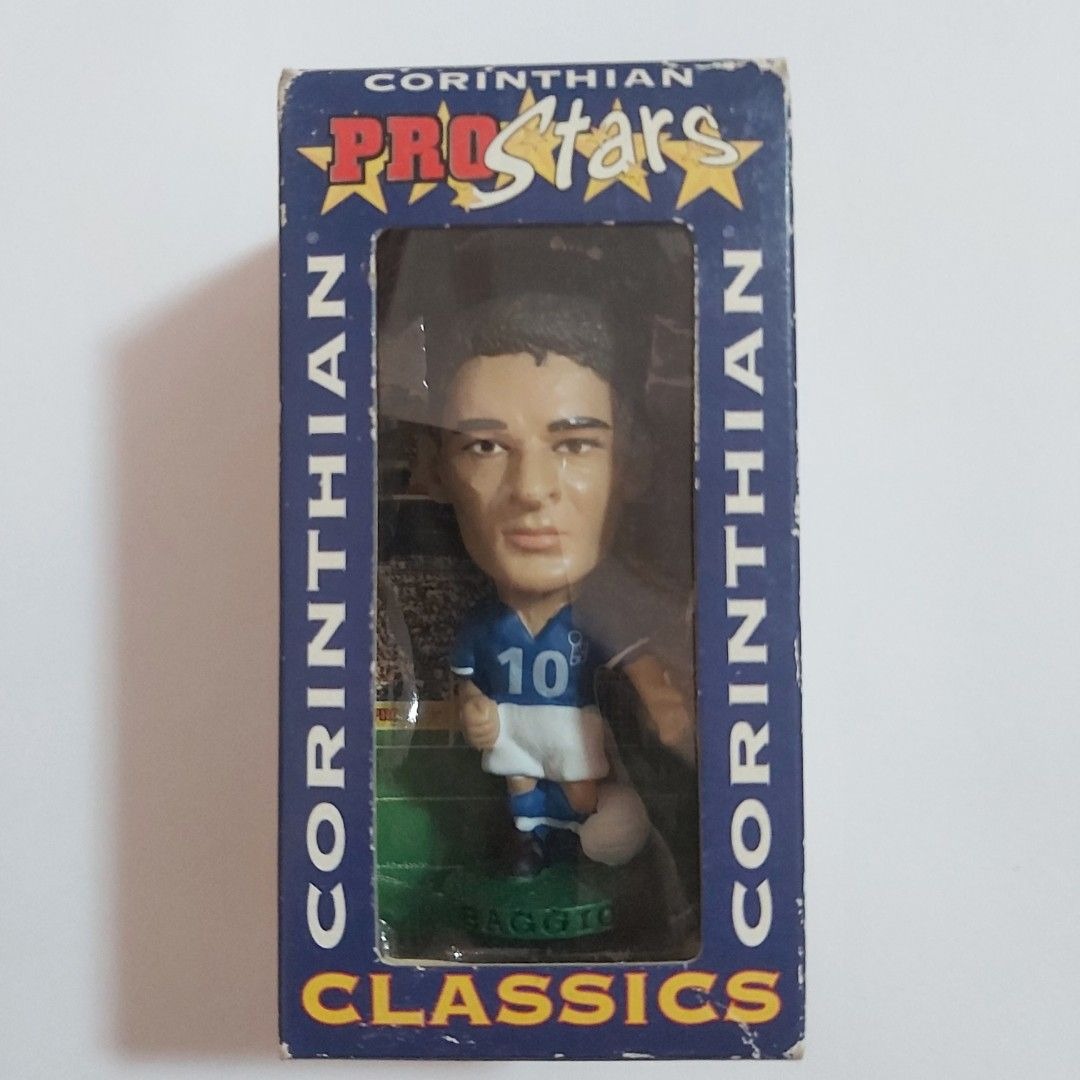 CORINTHIAN
PROStars
CORINTHIAN
CORINTHIAN
10
BAGGIO
CLASSICS